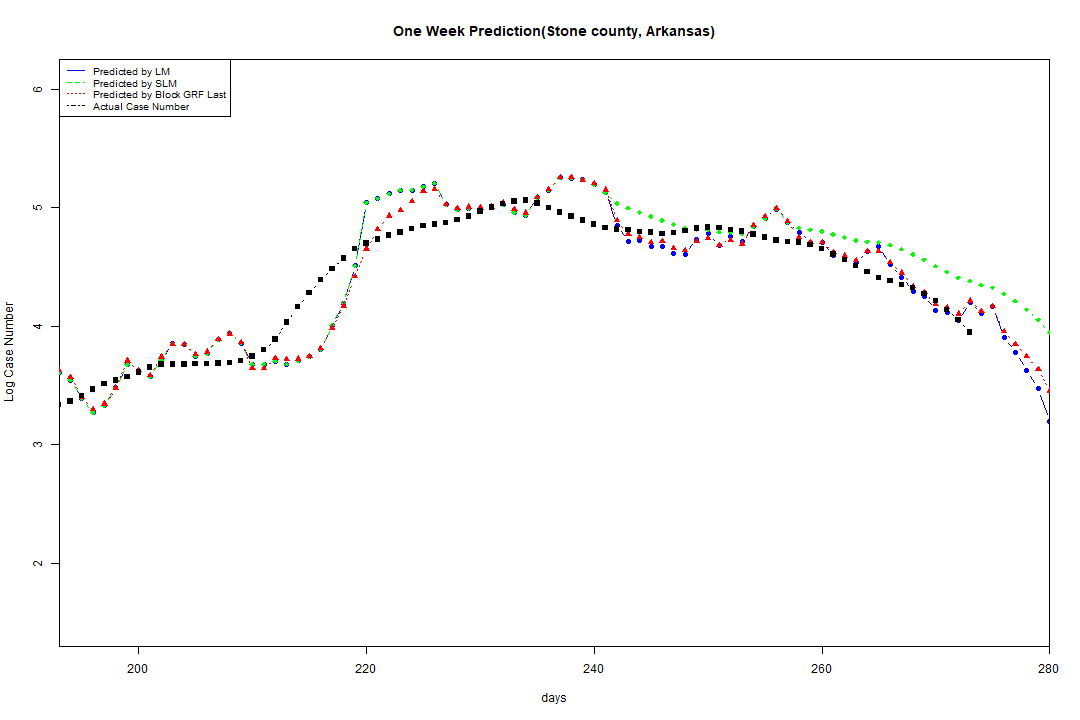 One Week Prediction(Stone county, Arkansas)
Predicted by LM
Predicted by SLM
Predicted by Block GRF Last
Actual Case Number
6
5
4
3
2
Log Case Number
200 220 240 260 280
days